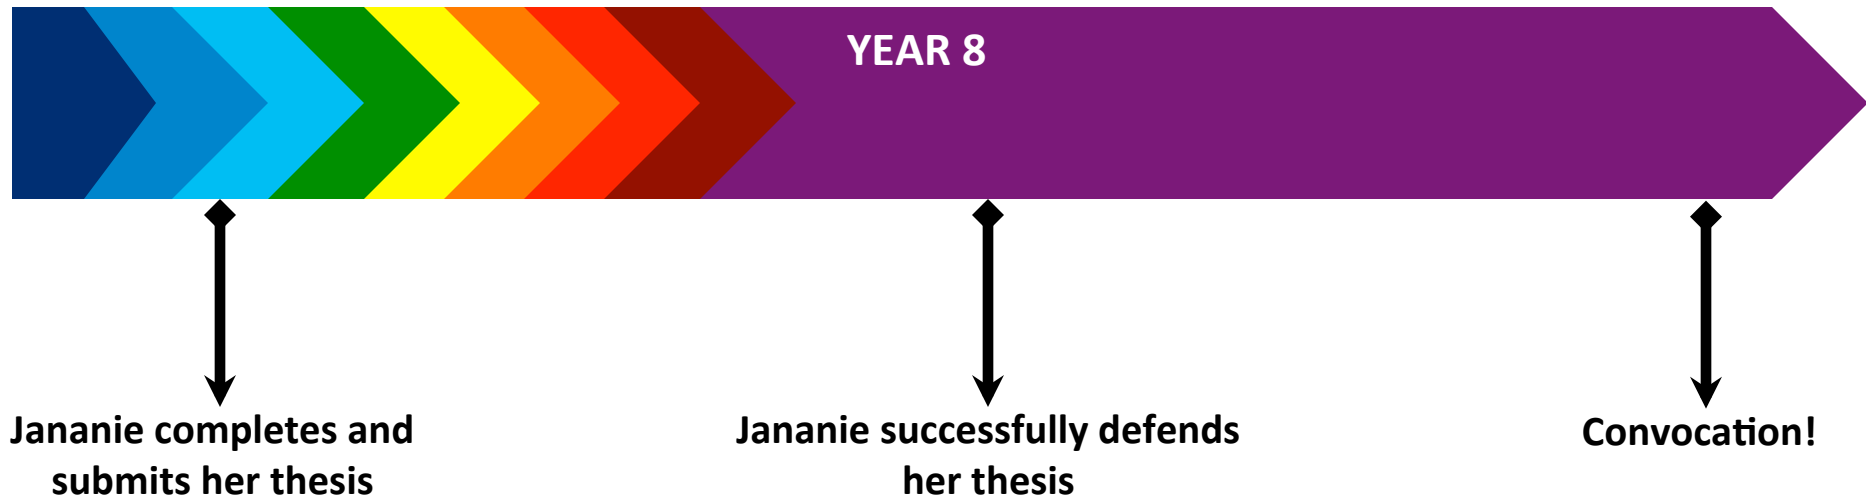 YEAR 8
Jananie completes and
submits her thesis
Jananie successfully defends
her thesis
Convocation!